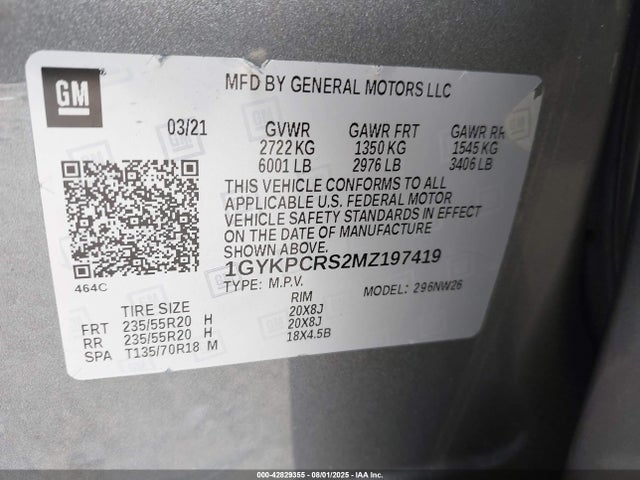 GM
MFD BY GENERAL MOTORS LLC
03/21 GVWR GAWR FRT GAWR RR
2722 KG 1350 KG 1545 KG
6001 LB 2976 LB 3406 LB
THIS VEHICLE CONFORMS TO ALL
APPLICABLE U.S. FEDERAL MOTOR
VEHICLE SAFETY STANDARDS IN EFFECT
ON THE DATE OF MANUFACTURE
SHOWN ABOVE.
464C 1GYKPCRS2MZ197419
TYPE: M.P.V. MODEL: 296NW26
TIRE SIZE RIM
FRT 235/55R20 H 20X8J
RR 235/55R20 H 20X8J
SPA T135/70R18 M 18X4.5B
000-42829355 - 08/01/2025 - IAA Inc.